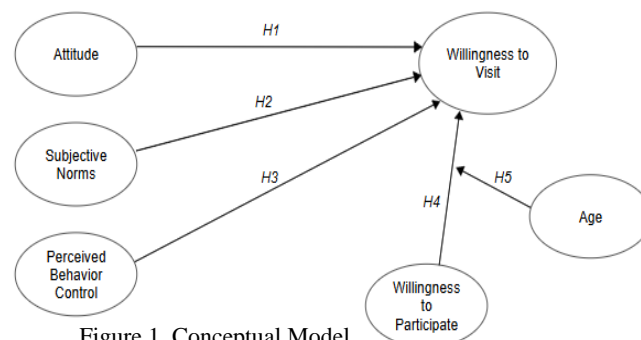 Attitude
H1
Willingness to
Visit
H2
Subjective
Norms
H3
H5
H4
Age
Perceived
Behavior
Control
Willingness
to
Participate
Figure 1. Conceptual Model